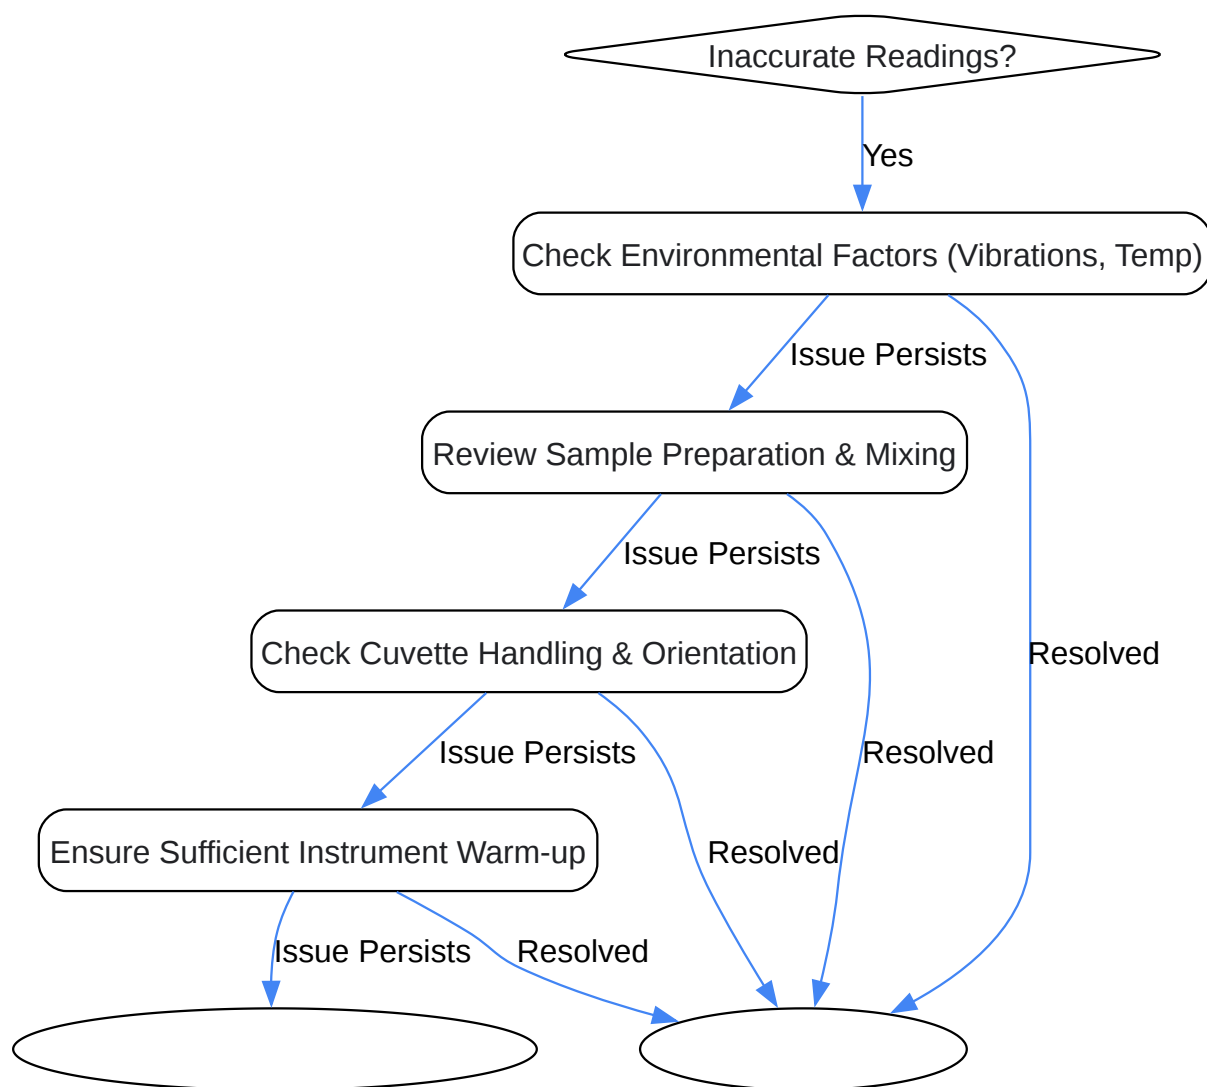 Inaccurate Readings?
Yes
Check Environmental Factors (Vibrations, Temp)
Issue Persists
Review Sample Preparation & Mixing
Issue Persists
Check Cuvette Handling & Orientation
Resolved
Issue Persists
Resolved
Ensure Sufficient Instrument Warm-up
Resolved
Issue Persists
Resolved